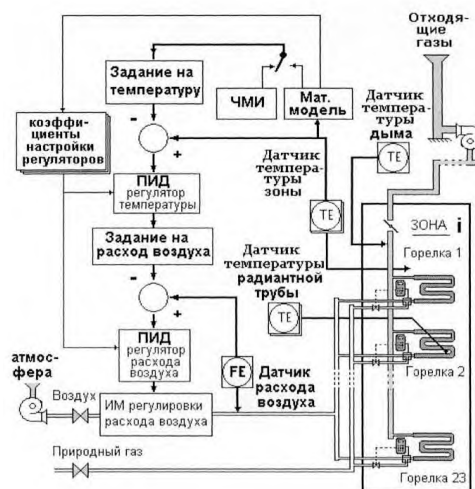 Отходя-
щие
газы
Задание на
температуру
ЧМИ
Мат.
модель
Датчик
темпера-
туры
дыма
TE
коэффи-
циенты
настройки
регуляторов
-
+
Датчик
темпера-
туры
зоны
TE
ПИД
регулятор
температуры
ЗОНА i
Горелка 1
Задание на
расход воздуха
Датчик
температуры
радиантной
трубы
TE
-
+
ПИД
регулятор
расхода
воздуха
FE
Датчик
расхода
воздуха
Горелка 2
атмос-
фера
Воздух
ИМ регулировки
расхода воздуха
Природный газ
Горелка 23